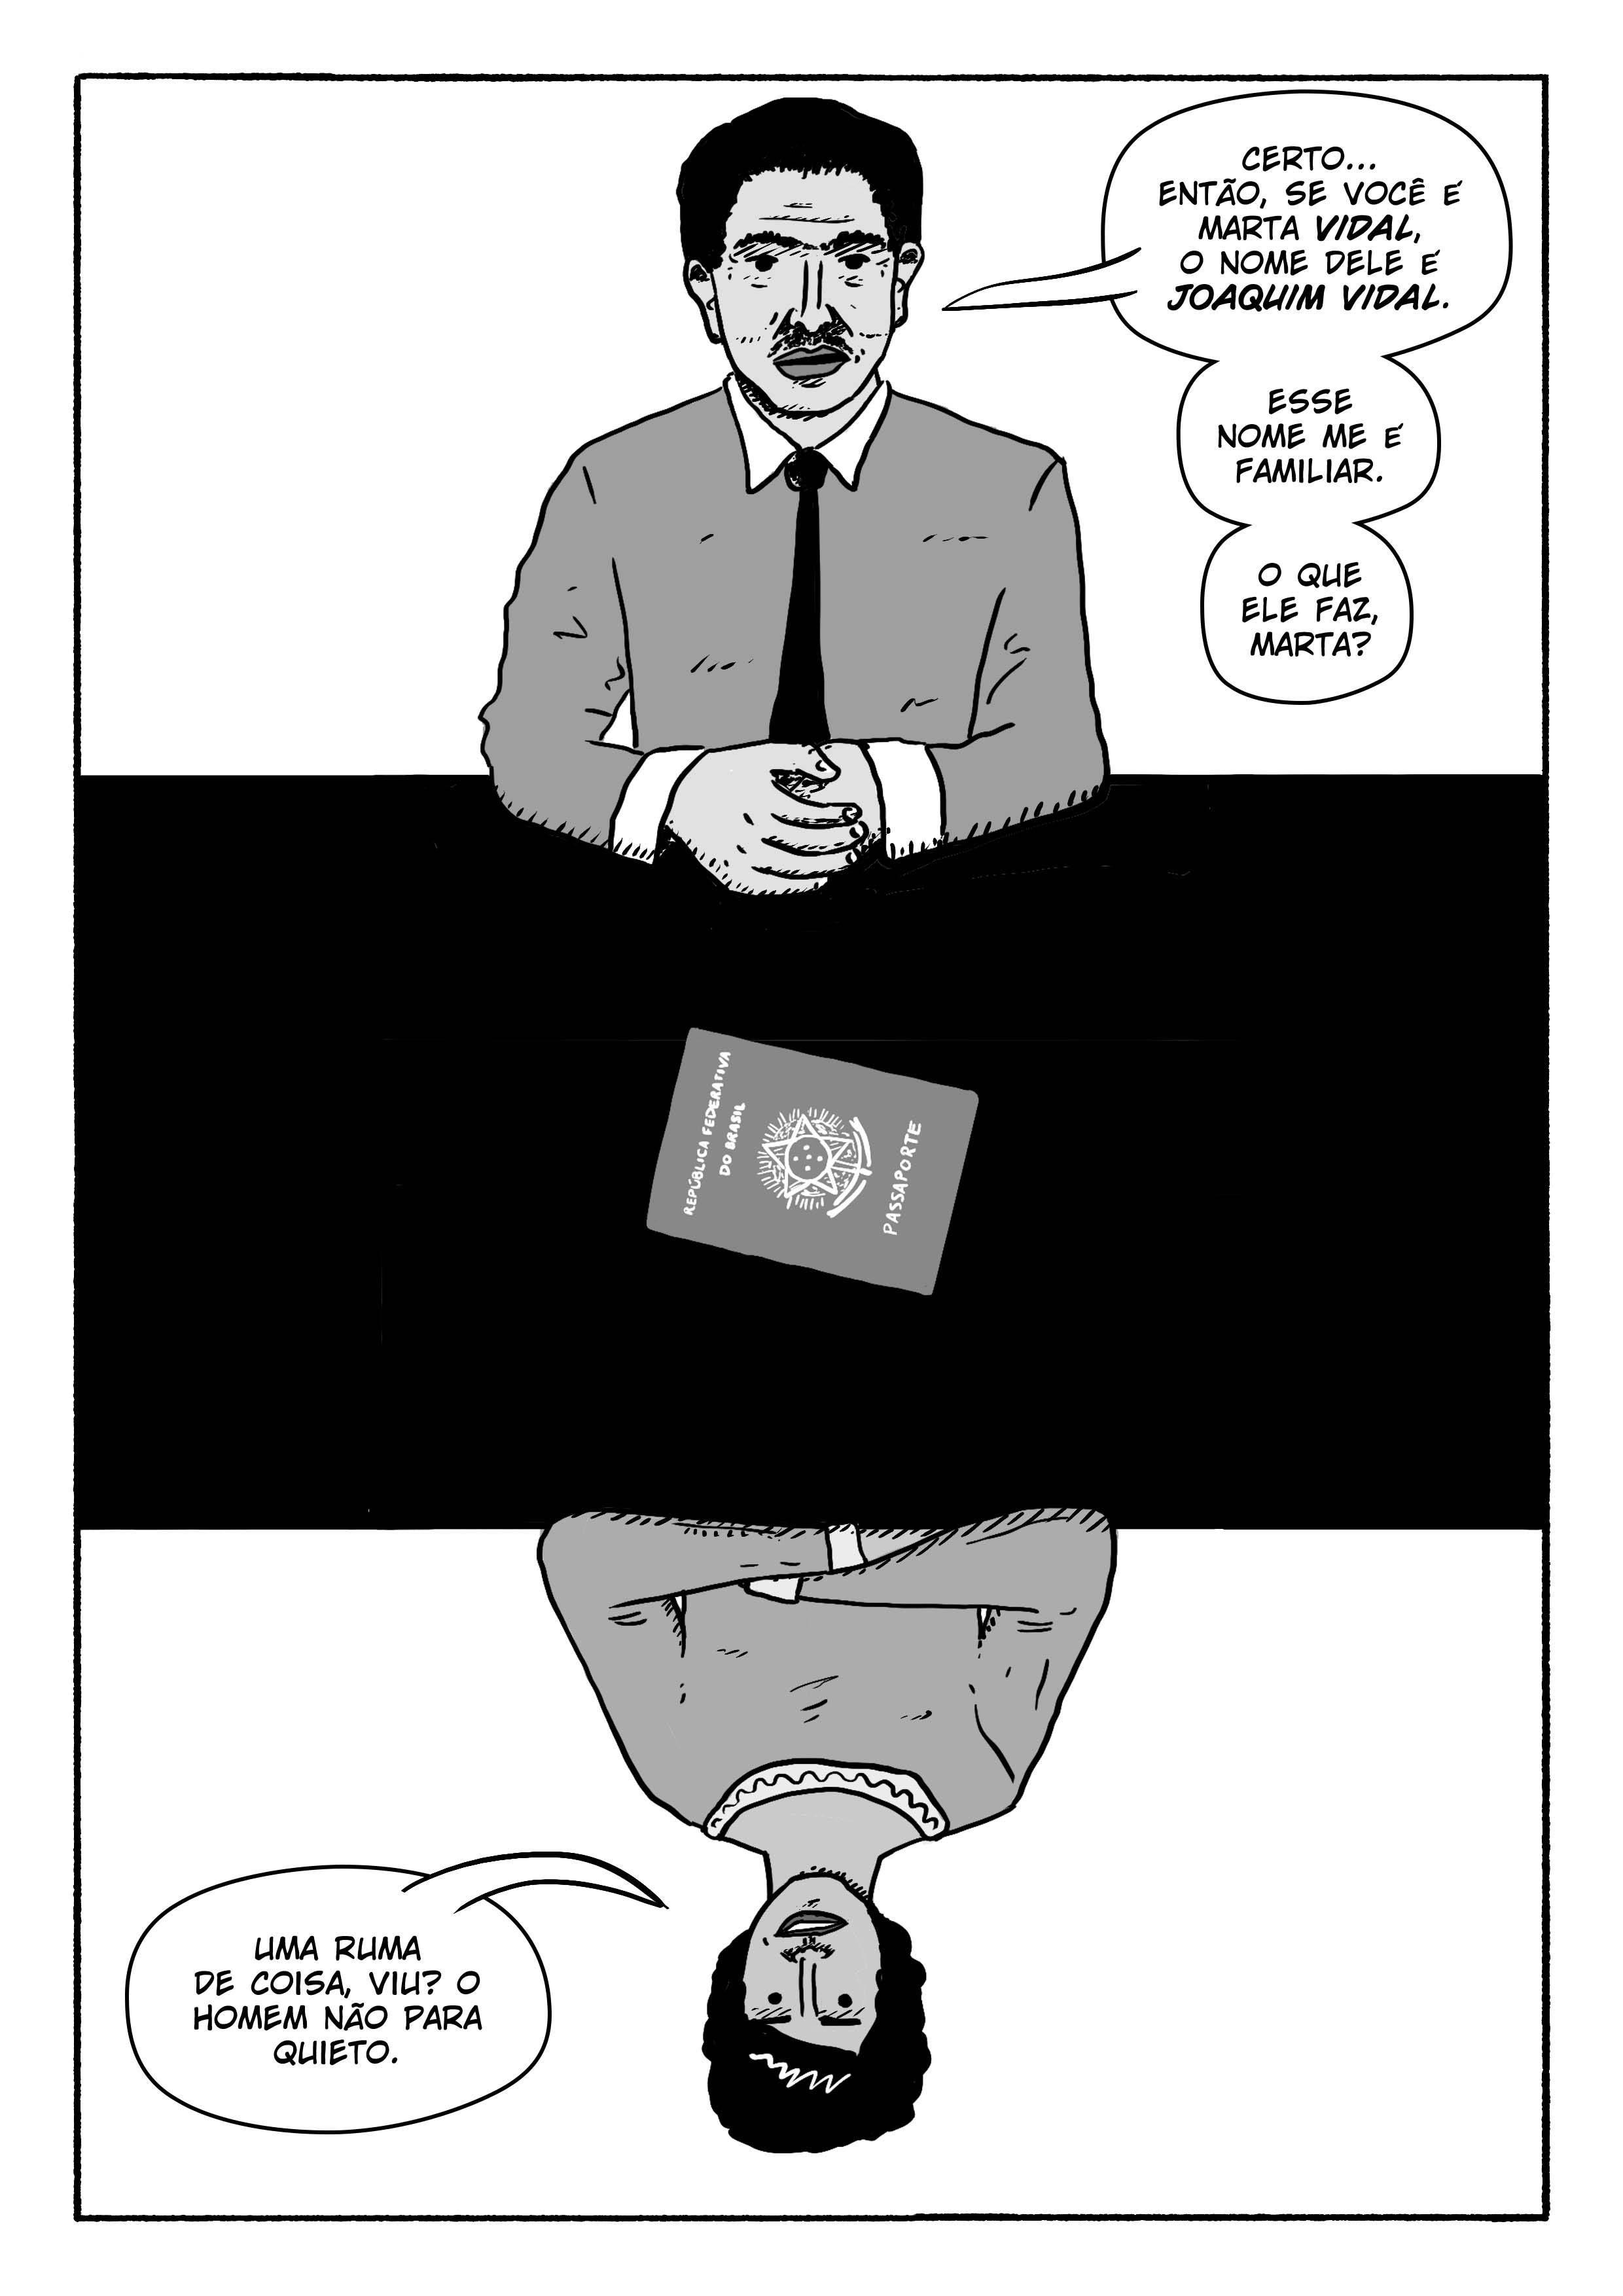 CERTO...
ENTÃO, SE VOCÊ É
MARTA VIDAL,
O NOME DELE É
JOAQUIM VIDAL.
ESSE
NOME ME É
FAMILIAR.
O QUE
ELE FAZ,
MARTA?
REPÚBLICA FEDERATIVA
DO BRASIL
PASSAPORTE
UMA RUMA
DE COISA, VIU? O
HOMEM NÃO PARA
QUIETO.